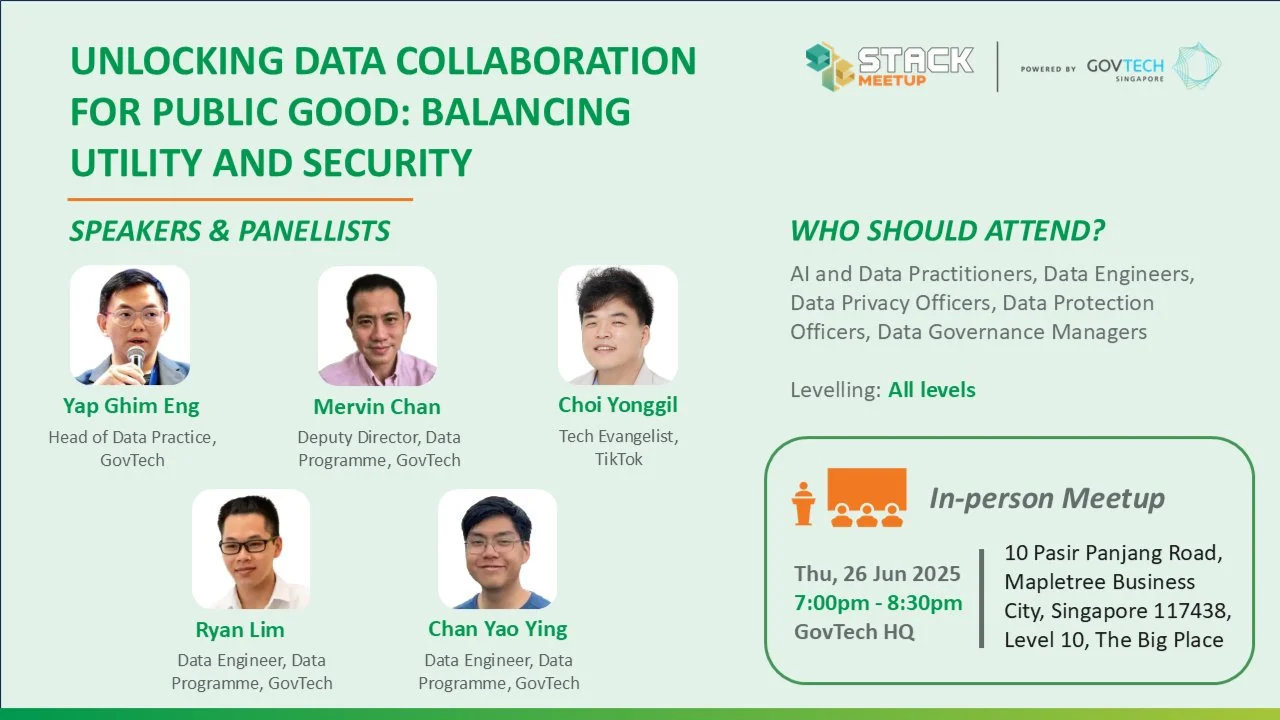 UNLOCKING DATA COLLABORATION
FOR PUBLIC GOOD: BALANCING
UTILITY AND SECURITY
STACK
MEETUP
POWERED BY
GOVTECH
SINGAPORE
SPEAKERS & PANELLISTS
Yap Ghim Eng
Head of Data Practice,
GovTech
Mervin Chan
Deputy Director, Data
Programme, GovTech
Choi Yonggil
Tech Evangelist,
TikTok
Ryan Lim
Data Engineer, Data
Programme, GovTech
Chan Yao Ying
Data Engineer, Data
Programme, GovTech
WHO SHOULD ATTEND?
AI and Data Practitioners, Data Engineers,
Data Privacy Officers, Data Protection
Officers, Data Governance Managers
Levelling: All levels
In-person Meetup
Thu, 26 Jun 2025
7:00pm - 8:30pm
GovTech HQ
10 Pasir Panjang Road,
Mapletree Business
City, Singapore 117438,
Level 10, The Big Place